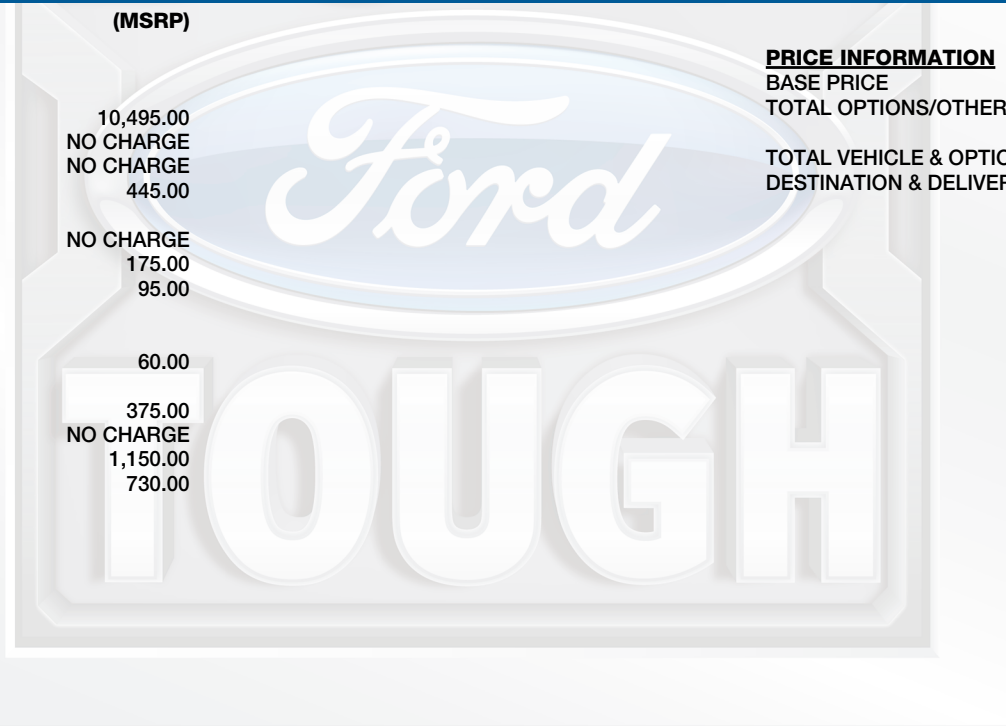 (MSRP)
10,495.00
NO CHARGE
NO CHARGE
445.00
NO CHARGE
175.00
95.00
60.00
375.00
NO CHARGE
1,150.00
730.00
PRICE INFORMATION
BASE PRICE
TOTAL OPTIONS/OTHER
TOTAL VEHICLE & OPTIO
DESTINATION & DELIVER
Ford
TOUGH